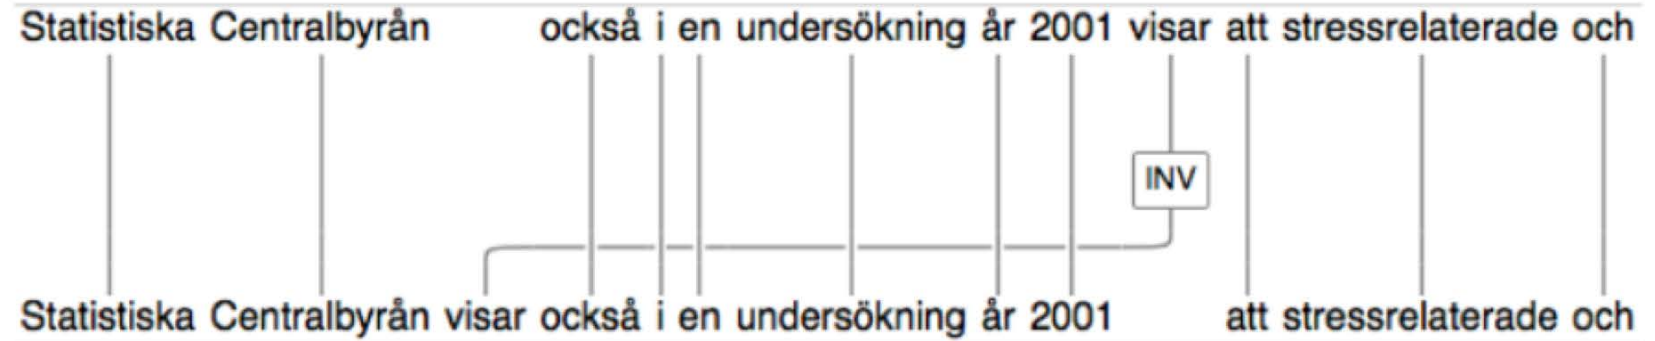 Statistiska Centralbyrån också i en undersökning år 2001 visar att stressrelaterade och
INV
Statistiska Centralbyrån visar också i en undersökning år 2001 att stressrelaterade och